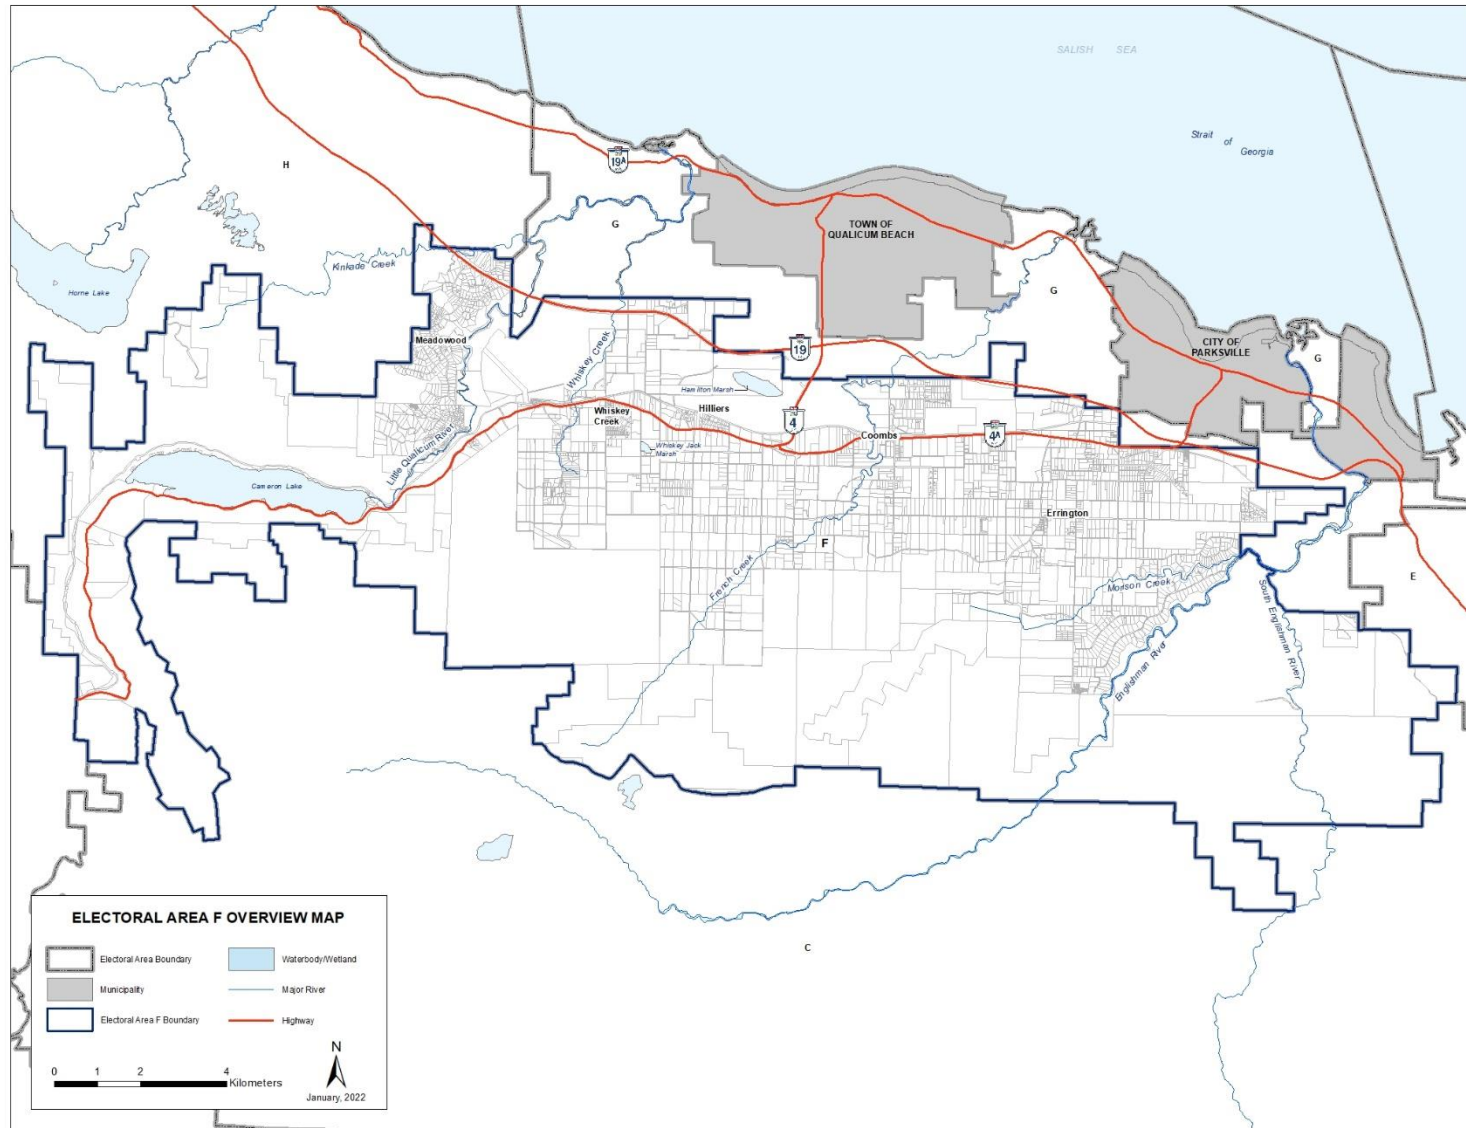 SALISH SEA
Strait
of
Georgia
19A
H
G
TOWN OF
QUALICUM BEACH
Kinkade Creek
Horne Lake
G
Meadowood
Whiskey Creek
19
CITY OF
PARKSVILLE
G
Hamilton Marsh
Hilliers
Whiskey
Creek
4
Coombs
4A
Whiskey Jack
Marsh
Little Qualicum River
Cameron Lake
Errington
F
French Creek
Morison Creek
E
South Englishman River
Englishman River
C
ELECTORAL AREA F OVERVIEW MAP
Electoral Area Boundary
Waterbody/Wetland
Municipality
Major River
Electoral Area F Boundary
Highway
N
0 1 2 4
Kilometers
January, 2022